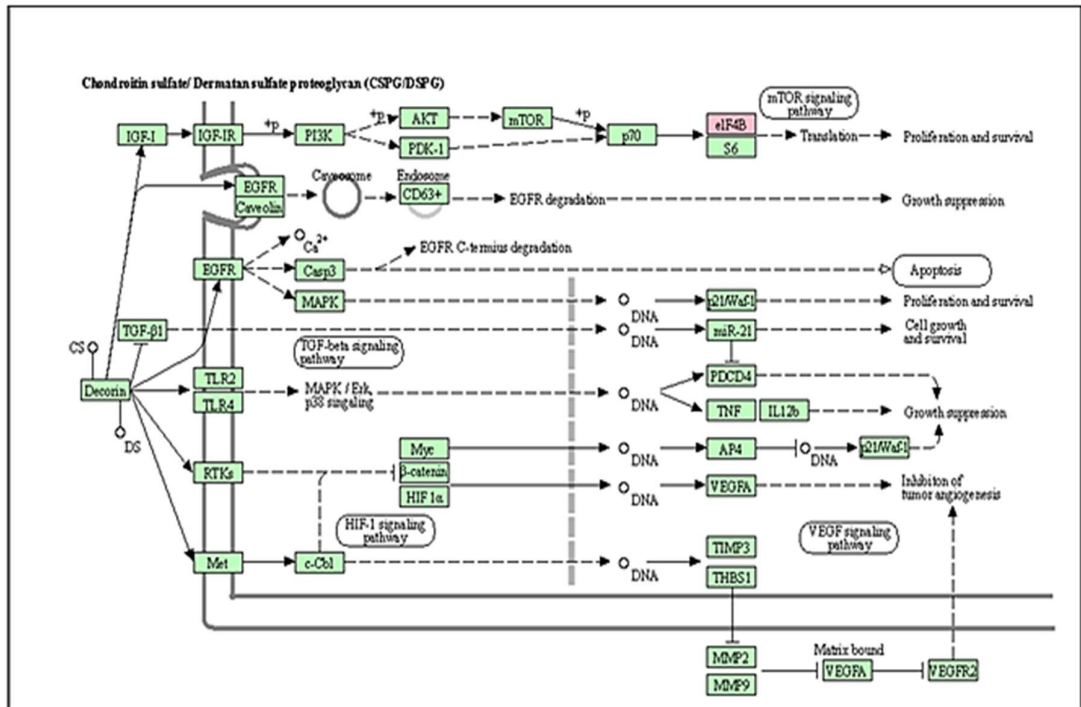 Chondroitin sulfate/ Dermatan sulfate proteoglycan (CSPG/DSPG)
mTOR signaling
pathway
IGF-I
IGF-IR
+p
PI3K
+p
AKT
PDK-1
mTOR
+p
p70
eIF4B
S6
Translation
Proliferation and survival
EGFR
Caveolin
Caveosome
Endosome
CD63+
EGFR degradation
Growth suppression
Ca2+
EGFR C-termius degradation
EGFR
Casp3
Apoptosis
MAPK
DNA
p21/Waf-1
Proliferation and survival
TGF-β1
DNA
miR-21
Cell growth
and survival
TGF-beta signaling
pathway
CS
Decorin
DS
TLR2
TLR4
MAPK / Erk,
p38 singaling
DNA
PDCD4
TNF
IL12b
Growth suppression
Myc
β-catenin
HIF1α
DNA
AP4
DNA
p21/Waf-1
RTKs
DNA
VEGFA
Inhibiton of
tumor angiogenesis
HIF-1 signaling
pathway
VEGF signaling
pathway
Met
c-Cbl
DNA
TIMP3
THBS1
MMP2
MMP9
Matrix bound
VEGFA
VEGFR2